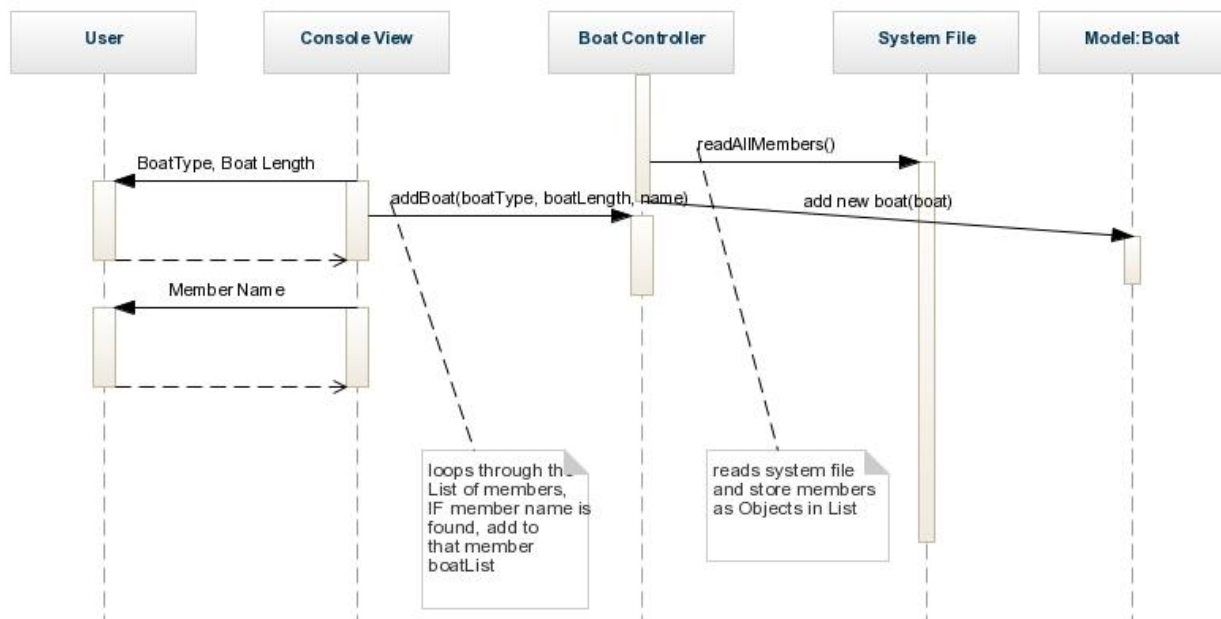 User
Console View
Boat Controller
System File
Model:Boat
readAllMembers()
BoatType, Boat Length
addBoat(boatType, boatLength, name)
add new boat(boat)
Member Name
loops through the
List of members,
IF member name is
found, add to
that member
boatList
reads system file
and store members
as Objects in List